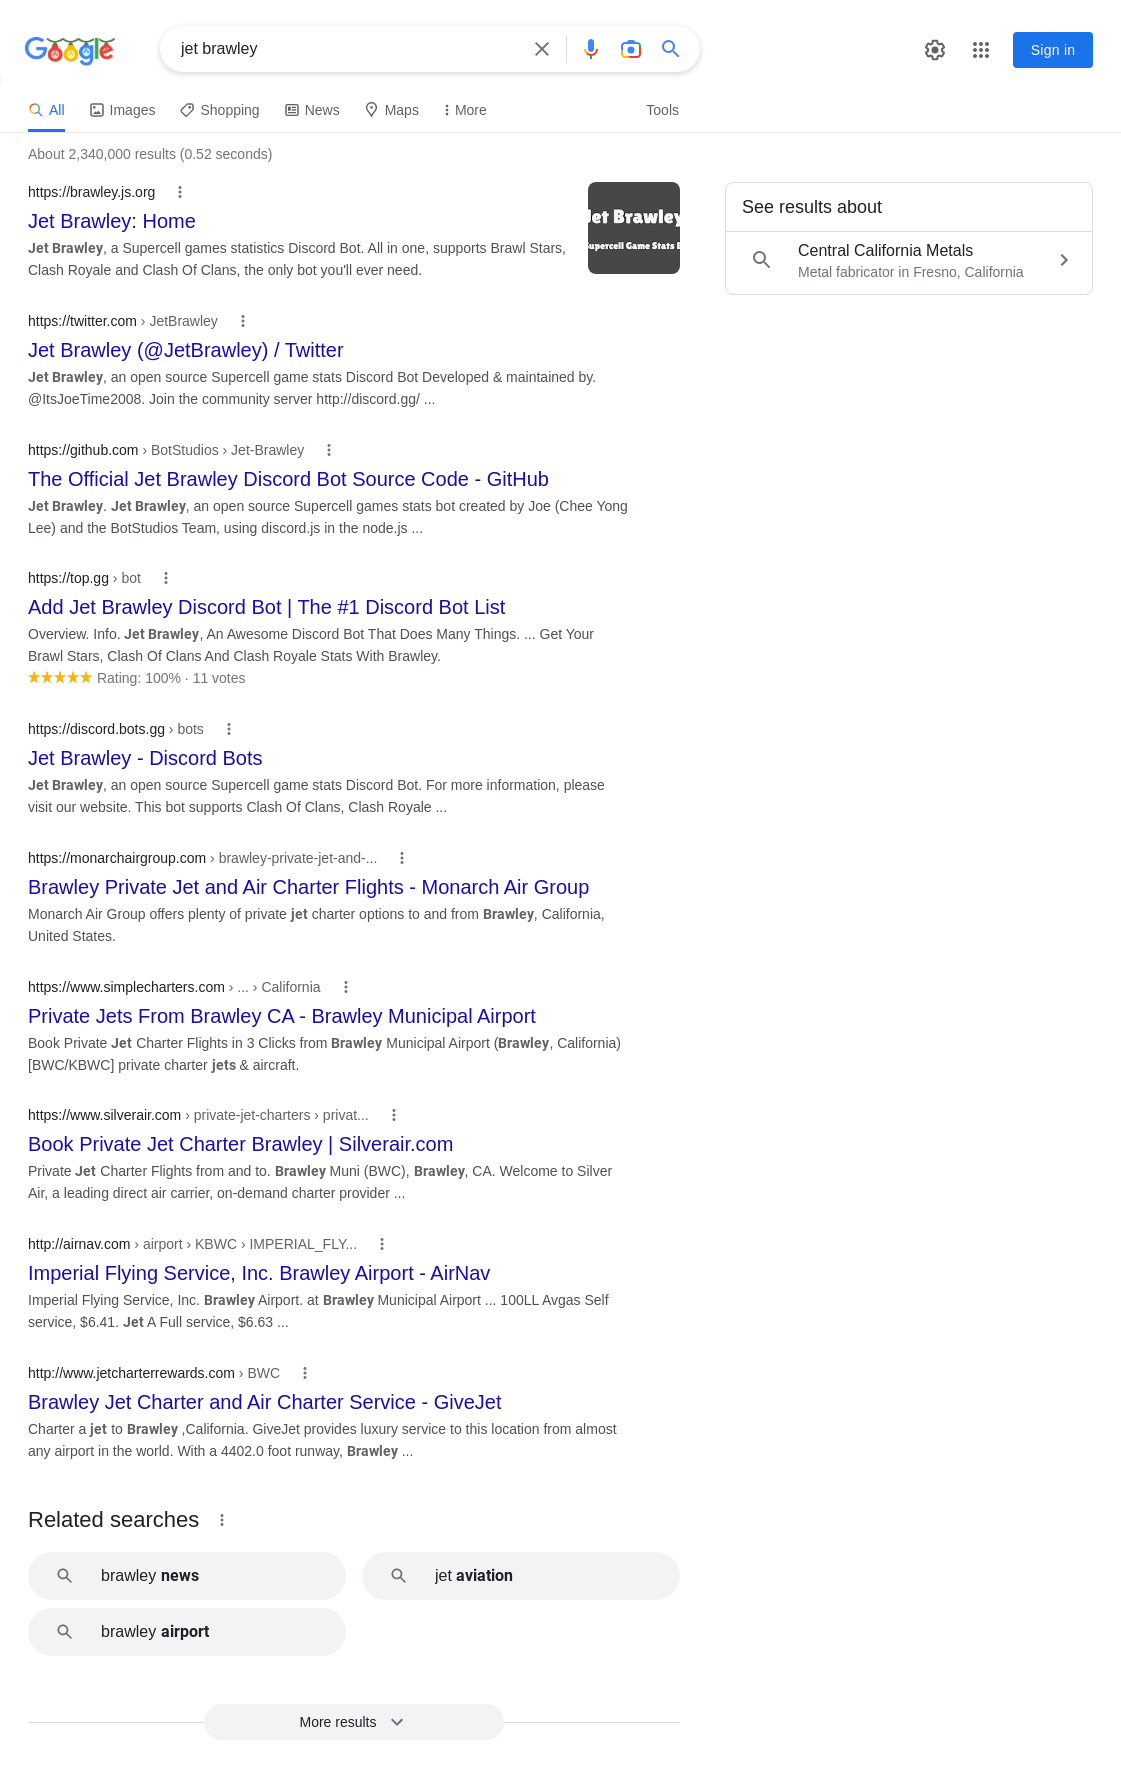 Google
jet brawley
Sign in
All
Images
Shopping
News
Maps
More
Tools
About 2,340,000 results (0.52 seconds)
https://brawley.js.org
Jet Brawley: Home
Jet Brawley, a Supercell games statistics Discord Bot. All in one, supports Brawl Stars,
Clash Royale and Clash Of Clans, the only bot you'll ever need.
Jet Brawley
Supercell Game Stats B
See results about
Central California Metals
Metal fabricator in Fresno, California
https://twitter.com › JetBrawley
Jet Brawley (@JetBrawley) / Twitter
Jet Brawley, an open source Supercell game stats Discord Bot Developed & maintained by.
@ItsJoeTime2008. Join the community server http://discord.gg/ ...
https://github.com › BotStudios › Jet-Brawley
The Official Jet Brawley Discord Bot Source Code - GitHub
Jet Brawley. Jet Brawley, an open source Supercell games stats bot created by Joe (Chee Yong
Lee) and the BotStudios Team, using discord.js in the node.js ...
https://top.gg › bot
Add Jet Brawley Discord Bot | The #1 Discord Bot List
Overview. Info. Jet Brawley, An Awesome Discord Bot That Does Many Things. ... Get Your
Brawl Stars, Clash Of Clans And Clash Royale Stats With Brawley.
Rating: 100% · 11 votes
https://discord.bots.gg › bots
Jet Brawley - Discord Bots
Jet Brawley, an open source Supercell game stats Discord Bot. For more information, please
visit our website. This bot supports Clash Of Clans, Clash Royale ...
https://monarchairgroup.com › brawley-private-jet-and-...
Brawley Private Jet and Air Charter Flights - Monarch Air Group
Monarch Air Group offers plenty of private jet charter options to and from Brawley, California,
United States.
https://www.simplecharters.com › ... › California
Private Jets From Brawley CA - Brawley Municipal Airport
Book Private Jet Charter Flights in 3 Clicks from Brawley Municipal Airport (Brawley, California)
[BWC/KBWC] private charter jets & aircraft.
https://www.silverair.com › private-jet-charters › privat...
Book Private Jet Charter Brawley | Silverair.com
Private Jet Charter Flights from and to. Brawley Muni (BWC), Brawley, CA. Welcome to Silver
Air, a leading direct air carrier, on-demand charter provider ...
http://airnav.com › airport › KBWC › IMPERIAL_FLY...
Imperial Flying Service, Inc. Brawley Airport - AirNav
Imperial Flying Service, Inc. Brawley Airport. at Brawley Municipal Airport ... 100LL Avgas Self
service, $6.41. Jet A Full service, $6.63 ...
http://www.jetcharterrewards.com › BWC
Brawley Jet Charter and Air Charter Service - GiveJet
Charter a jet to Brawley ,California. GiveJet provides luxury service to this location from almost
any airport in the world. With a 4402.0 foot runway, Brawley ...
Related searches
brawley news
jet aviation
brawley airport
More results